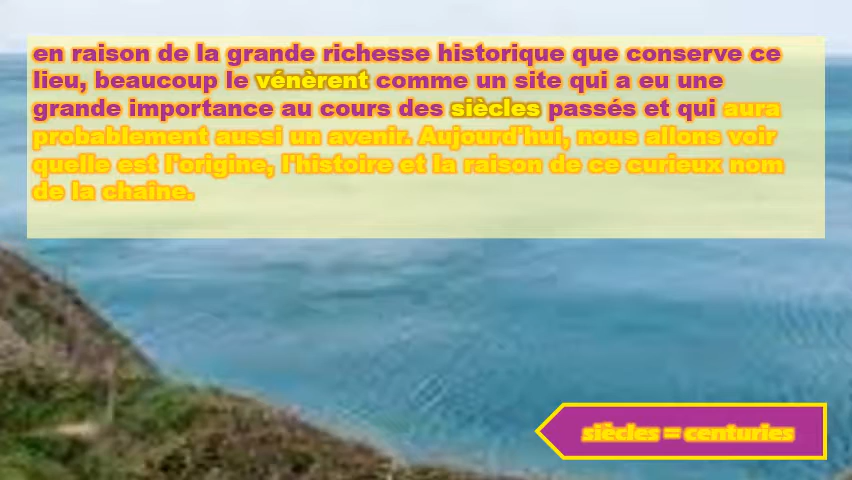 en raison de la grande richesse historique que conserve ce
lieu, beaucoup le vénèrent comme un site qui a eu une
grande importance au cours des siècles passés et qui aura
probablement aussi un avenir. Aujourd'hui, nous allons voir
quelle est l'origine, l'histoire et la raison de ce curieux nom
de la chaîne.
siècles = centuries